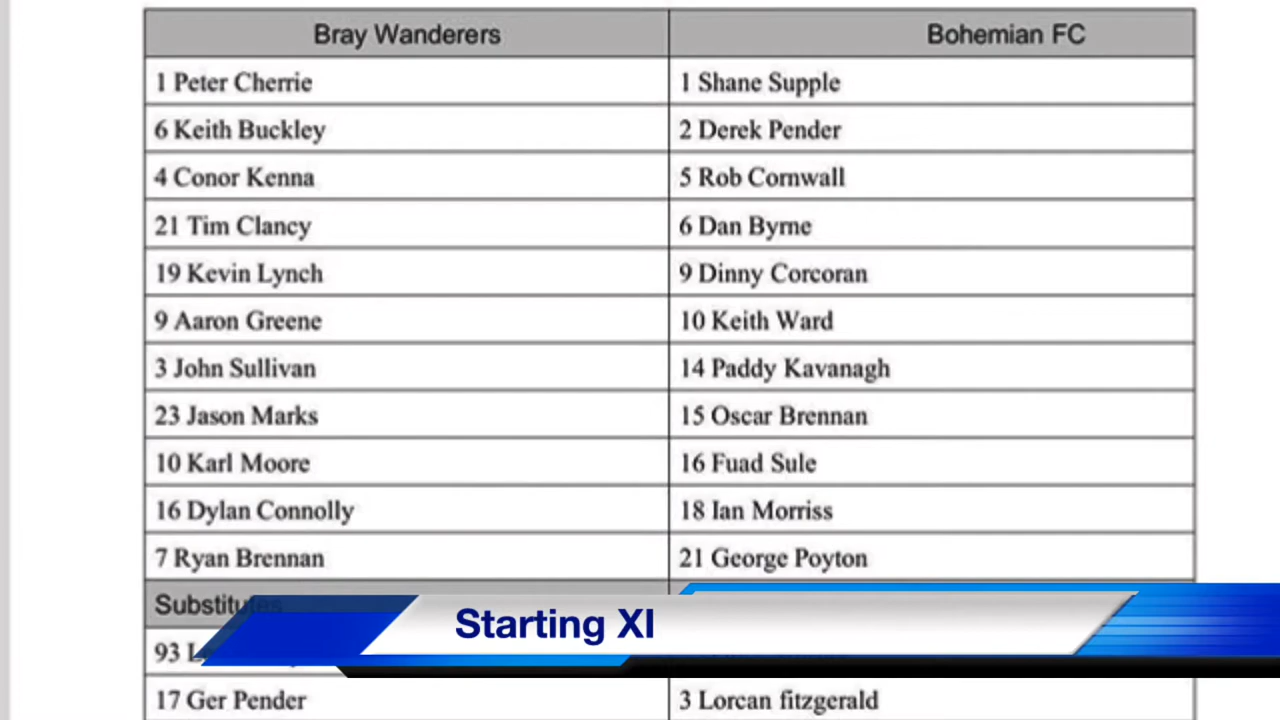 Bray Wanderers Bohemian FC
1 Peter Cherrie 1 Shane Supple
6 Keith Buckley 2 Derek Pender
4 Conor Kenna 5 Rob Cornwall
21 Tim Clancy 6 Dan Byrne
19 Kevin Lynch 9 Dinny Corcoran
9 Aaron Greene 10 Keith Ward
3 John Sullivan 14 Paddy Kavanagh
23 Jason Marks 15 Oscar Brennan
10 Karl Moore 16 Fuad Sule
16 Dylan Connolly 18 Ian Morriss
7 Ryan Brennan 21 George Poyton
Substitutes
Starting XI
93
17 Ger Pender 3 Lorcan fitzgerald